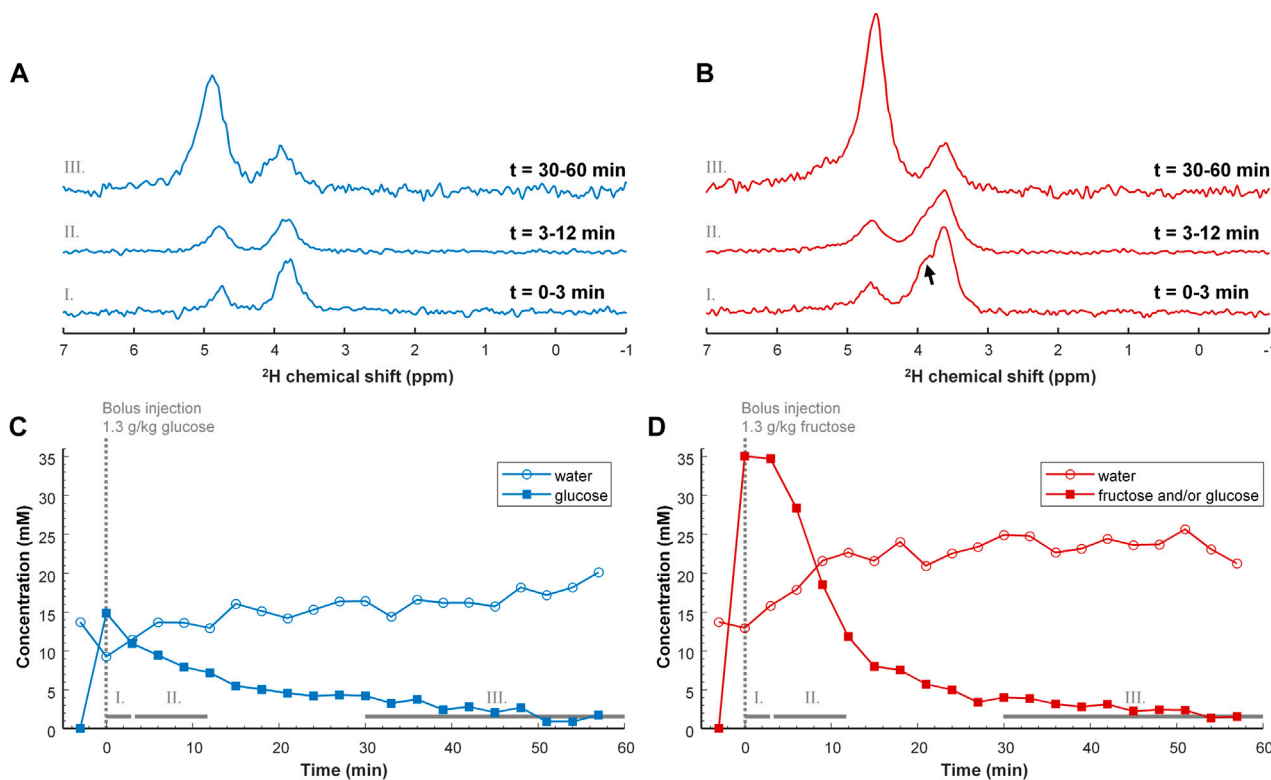 A
III.
t = 30-60 min
II.
t = 3-12 min
I.
t = 0-3 min
7 6 5 4 3 2 1 0 -1
²H chemical shift (ppm)
B
III.
t = 30-60 min
II.
t = 3-12 min
I.
t = 0-3 min
7 6 5 4 3 2 1 0 -1
²H chemical shift (ppm)
C
Bolus injection
1.3 g/kg glucose
35
30
25
20
15
10
5
0
Concentration (mM)
water
glucose
I. II. III.
0 10 20 30 40 50 60
Time (min)
D
Bolus injection
1.3 g/kg fructose
35
30
25
20
15
10
5
0
Concentration (mM)
water
fructose and/or glucose
I. II. III.
0 10 20 30 40 50 60
Time (min)